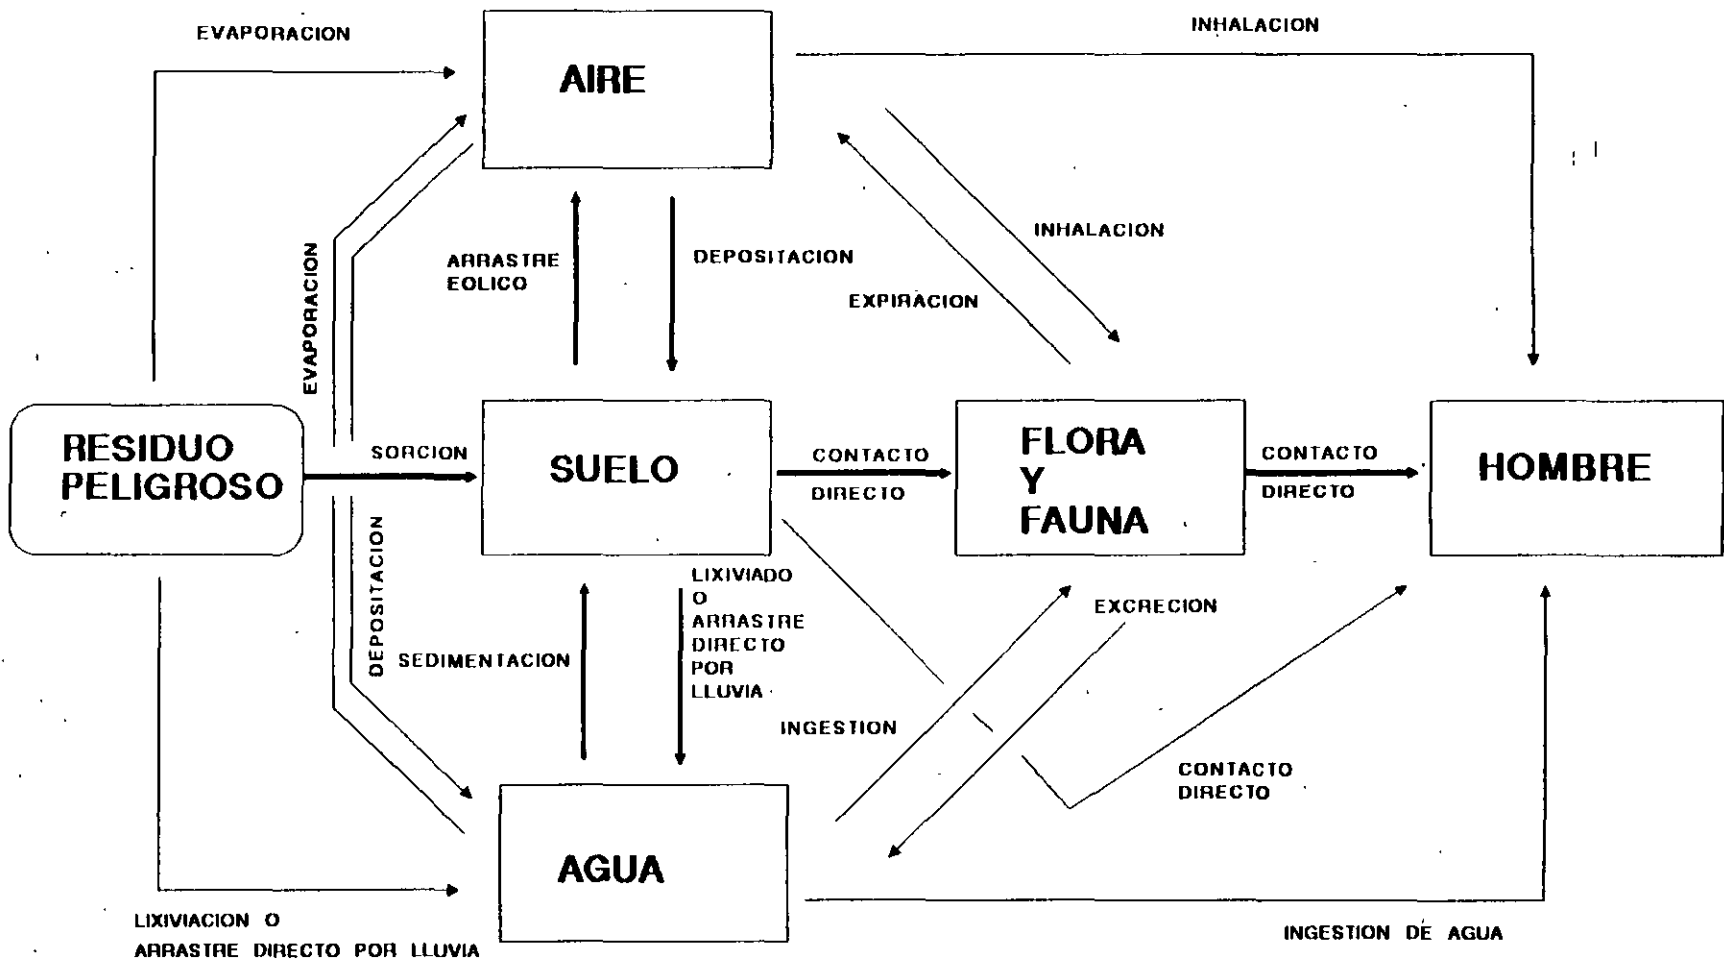 EVAPORACION
INHALACION
AIRE
INHALACION
EVAPORACION
ARRASTRE
EOLICO
DEPOSITACION
EXPIRACION
RESIDUO
PELIGROSO
SORCION
SUELO
CONTACTO
DIRECTO
FLORA
Y
FAUNA
CONTACTO
DIRECTO
HOMBRE
DEPOSITACION
SEDIMENTACION
LIXIVIADO
O
ARRASTRE
DIRECTO
POR
LLUVIA
EXCRECION
INGESTION
CONTACTO
DIRECTO
AGUA
LIXIVIACION O
ARRASTRE DIRECTO POR LLUVIA
INGESTION DE AGUA